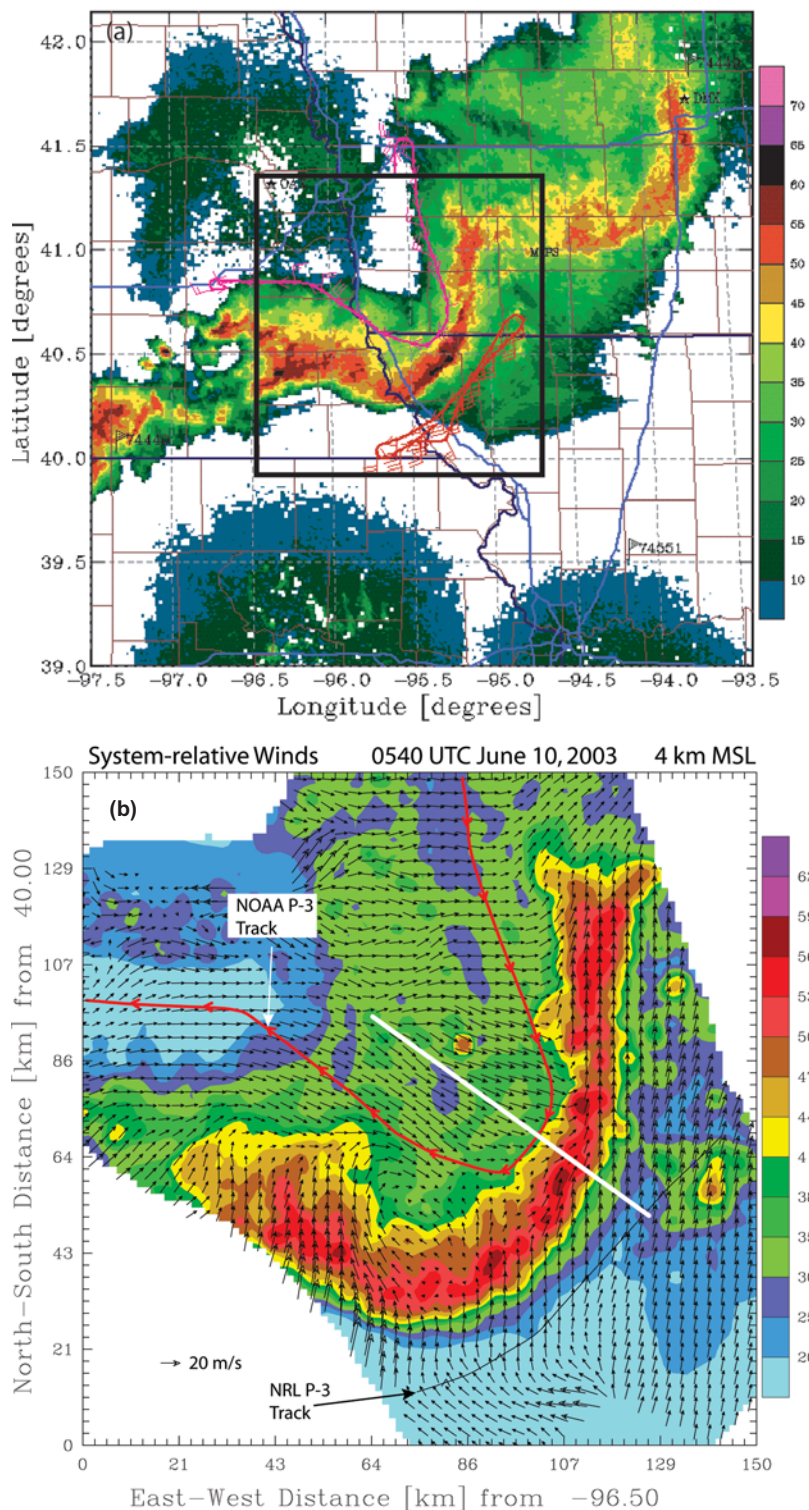 (a)
42.0
41.5
41.0
40.5
40.0
39.5
39.0
Latitude [degrees]
DMX
74551
-97.5 -97.0 -96.5 -96.0 -95.5 -95.0 -94.5 -94.0 -93.5
Longitude [degrees]
70
65
60
55
50
45
40
35
30
25
20
15
10
System-relative Winds 0540 UTC June 10, 2003 4 km MSL
(b)
150
129
107
86
64
43
21
0
North-South Distance [km] from 40.00
NOAA P-3
Track
20 m/s
NRL P-3
Track
0 21 43 64 86 107 129 150
East-West Distance [km] from -96.50